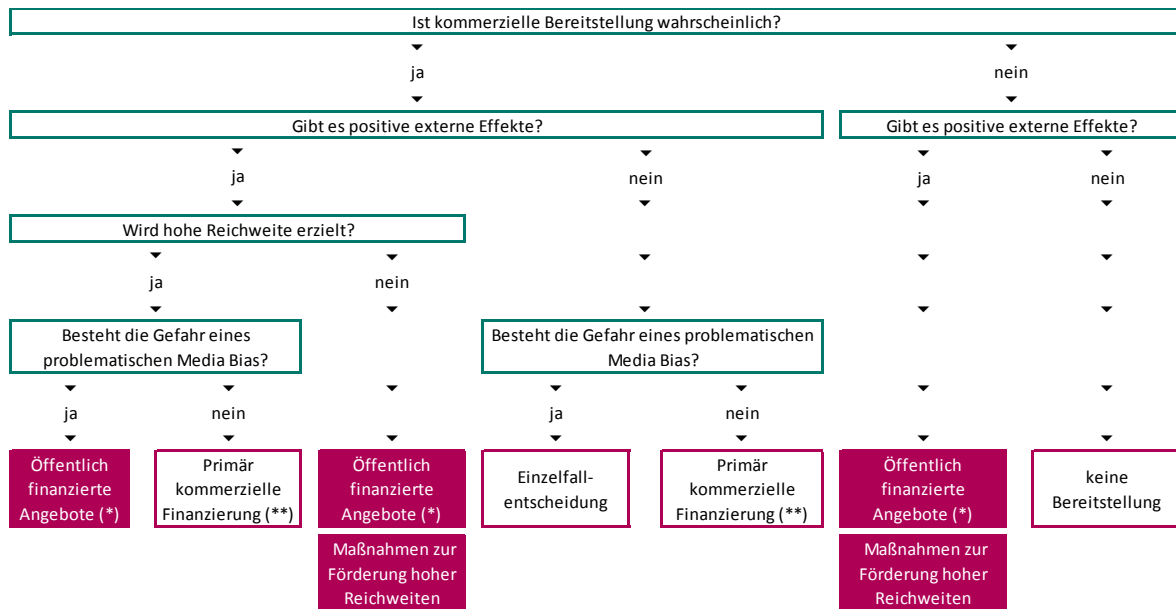 Ist kommerzielle Bereitstellung wahrscheinlich?
ja
nein
Gibt es positive externe Effekte?
Gibt es positive externe Effekte?
ja
nein
ja
nein
Wird hohe Reichweite erzielt?
ja
nein
Besteht die Gefahr eines
problematischen Media Bias?
Besteht die Gefahr eines problematischen
Media Bias?
ja
nein
ja
nein
Öffentlich
finanzierte
Angebote (*)
Primär
kommerzielle
Finanzierung (**)
Öffentlich
finanzierte
Angebote (*)
Einzelfall-
entscheidung
Primär
kommerzielle
Finanzierung (**)
Öffentlich
finanzierte
Angebote (*)
keine
Bereitstellung
Maßnahmen zur
Förderung hoher
Reichweiten
Maßnahmen zur
Förderung hoher
Reichweiten